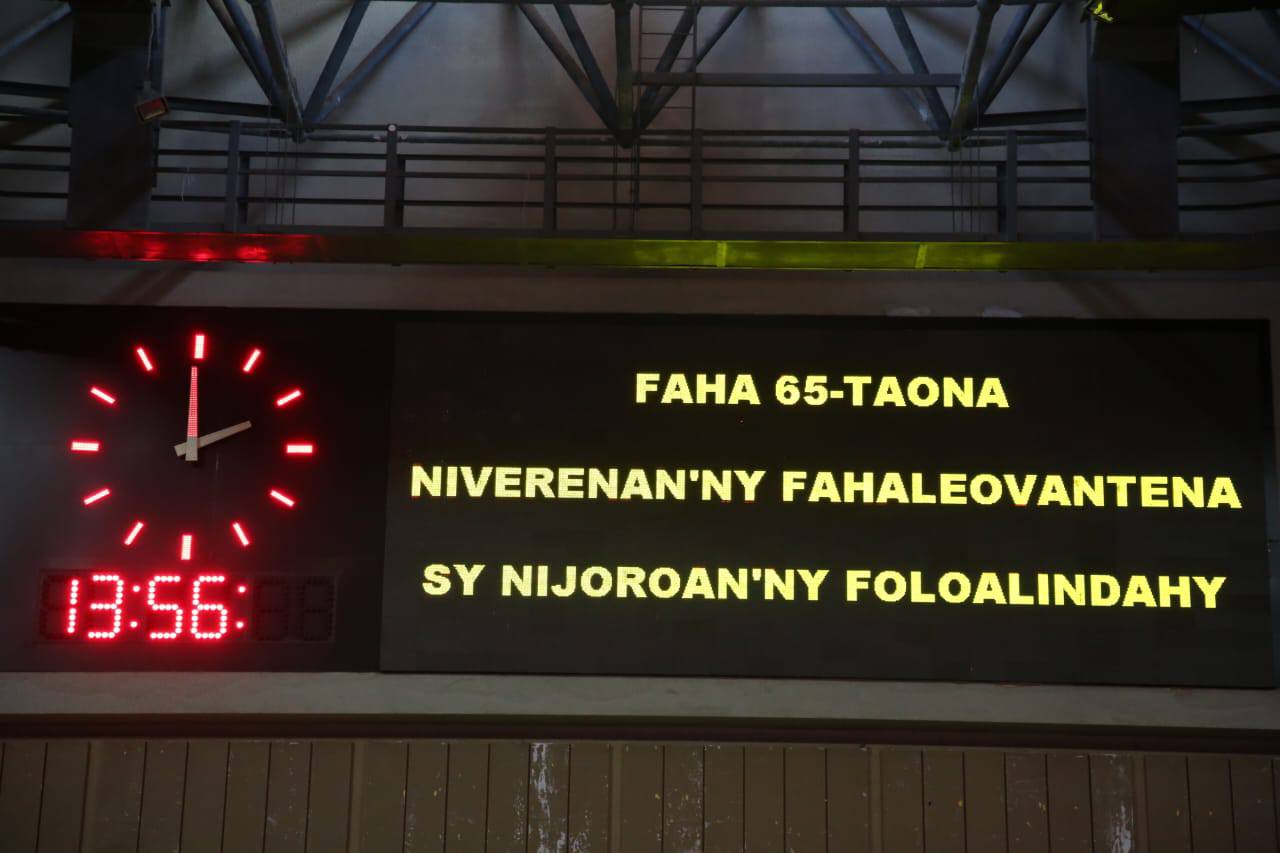 FAHA 65-TAONA
NIVERENAN'NY FAHALEOVANTENA
SY NIJOROAN'NY FOLOALINDAHY
13:56: